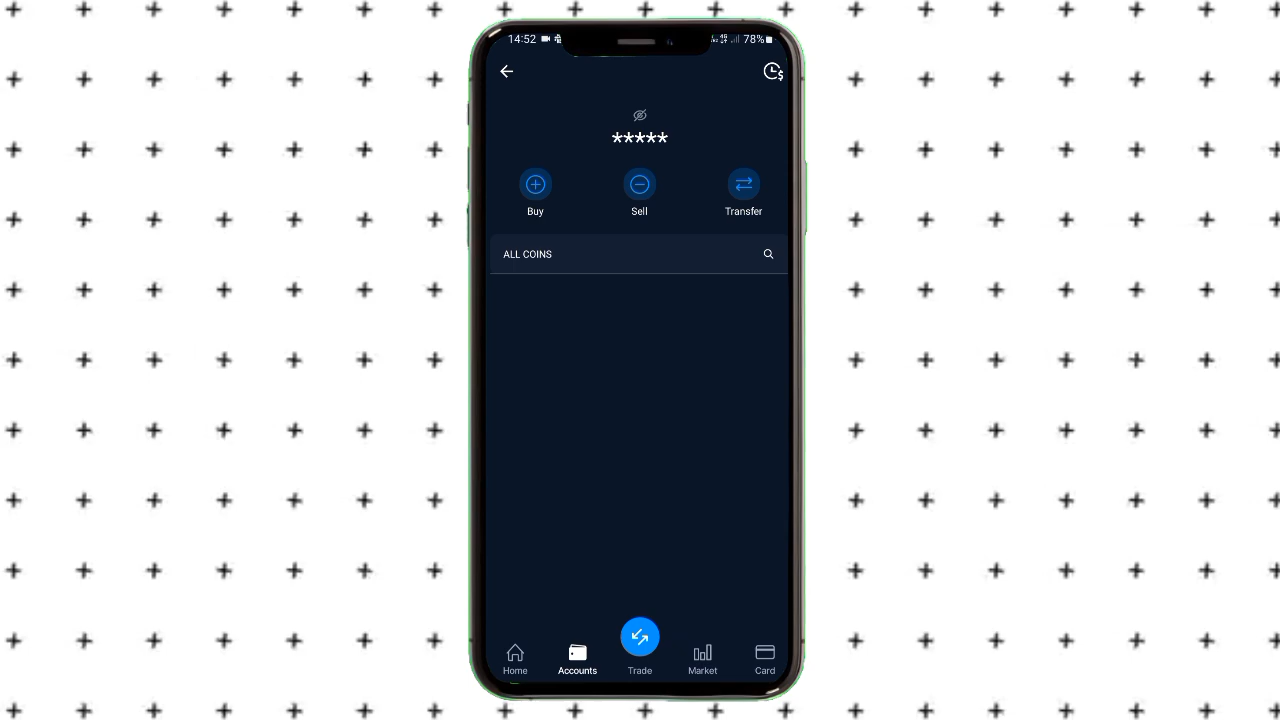 14:52 78%
*****
Buy Sell Transfer
ALL COINS
Home Accounts Trade Market Card